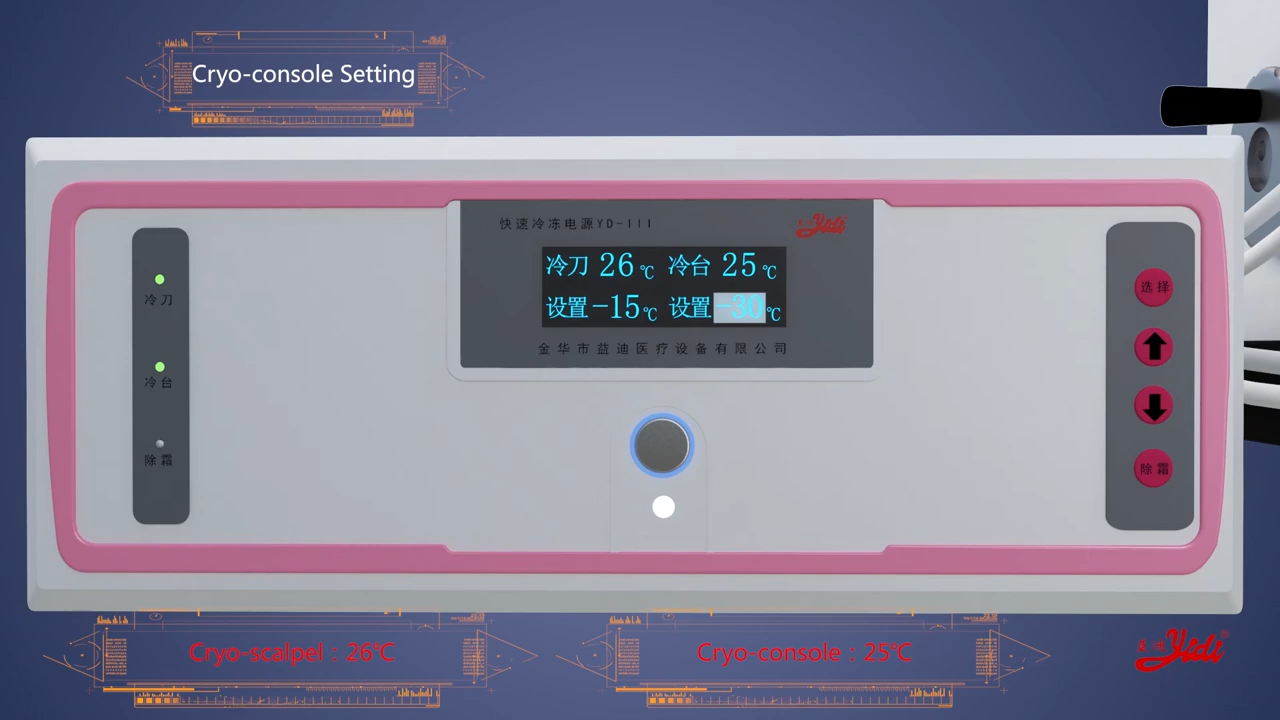 Cryo-console Setting
快速冷冻电源YD-III
Yidi
冷刀 26℃ 冷台 25℃
设置 -15℃ 设置 -30℃
金华市益迪医疗设备有限公司
冷刀
冷台
除霜
选择
除霜
Cryo-scalpel：26℃
Cryo-console：25℃
Yidi®